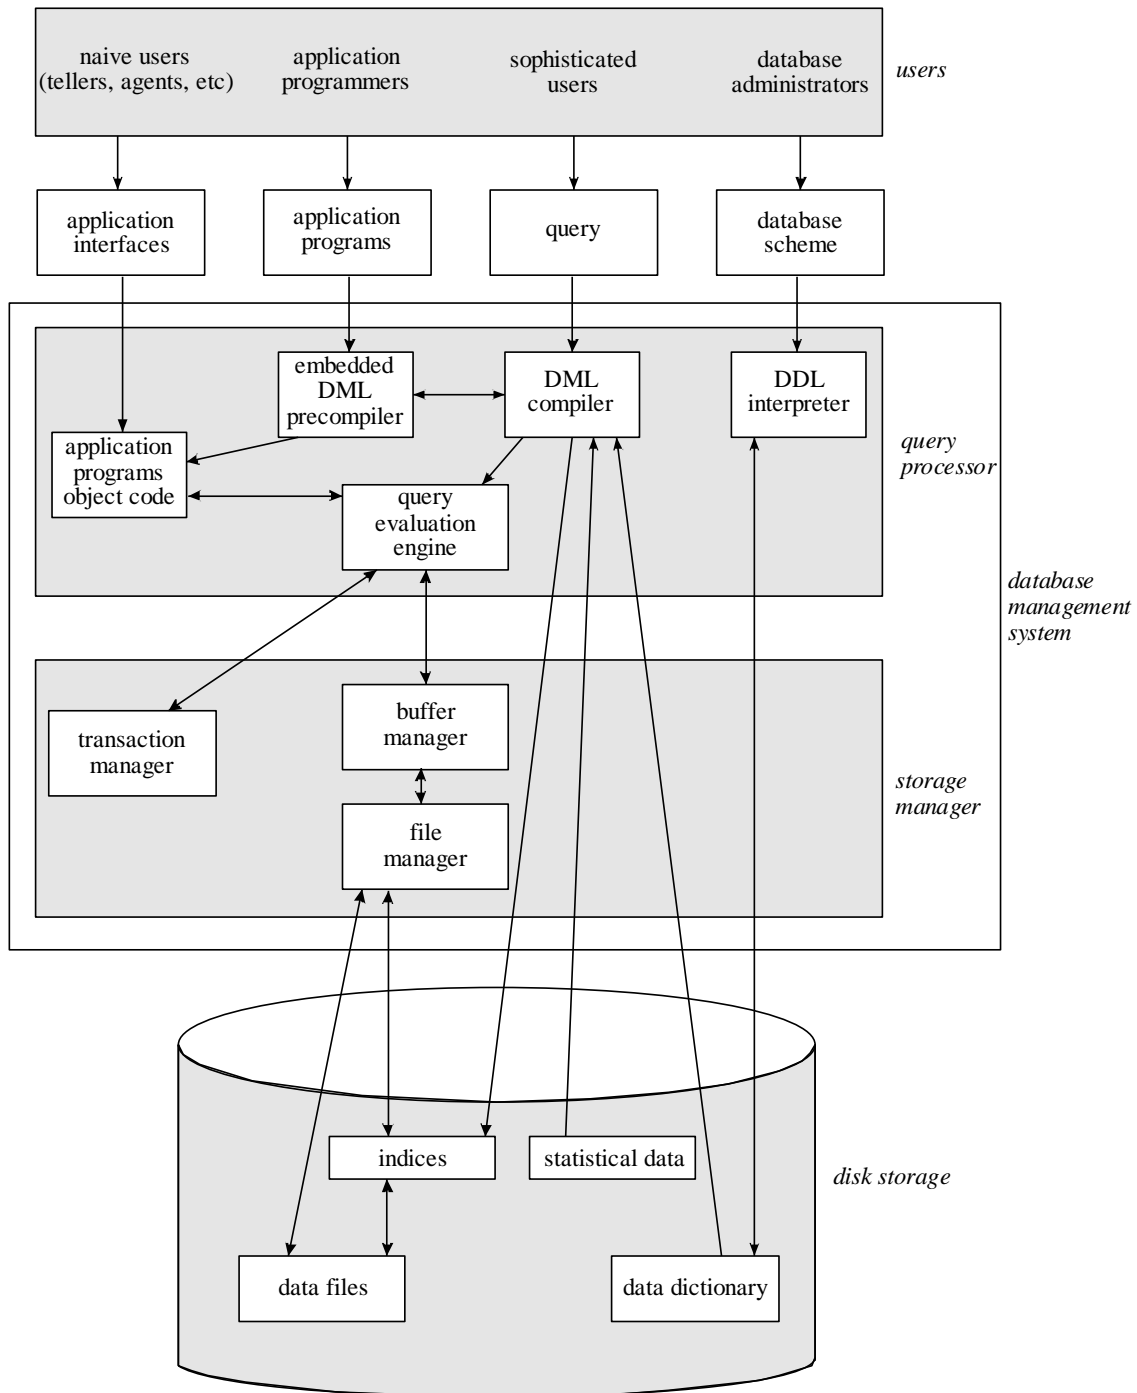 naive users
(tellers, agents, etc)
application
programmers
sophisticated
users
database
administrators
users
application
interfaces
application
programs
query
database
scheme
embedded
DML
precompiler
DML
compiler
DDL
interpreter
application
programs
object code
query
evaluation
engine
query
processor
database
management
system
transaction
manager
buffer
manager
file
manager
storage
manager
indices
statistical data
data files
data dictionary
disk storage